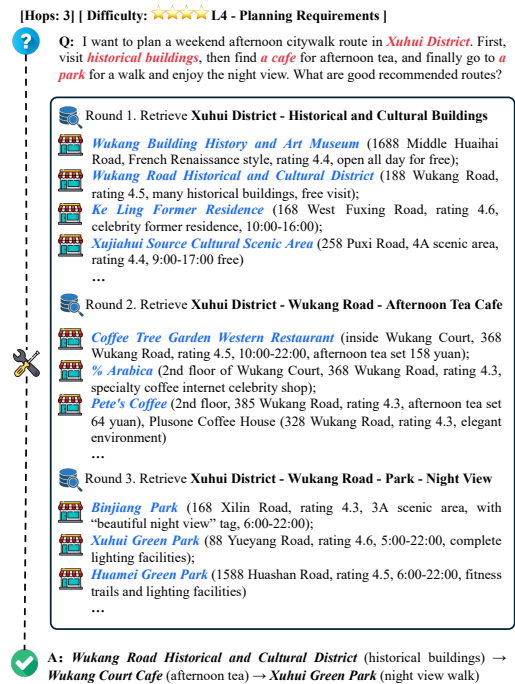 [Hops: 3] [ Difficulty: L4 - Planning Requirements ]
Q: I want to plan a weekend afternoon citywalk route in Xuhui District. First,
visit historical buildings, then find a cafe for afternoon tea, and finally go to a
park for a walk and enjoy the night view. What are good recommended routes?
Round 1. Retrieve Xuhui District - Historical and Cultural Buildings
Wukang Building History and Art Museum (1688 Middle Huaihai
Road, French Renaissance style, rating 4.4, open all day for free);
Wukang Road Historical and Cultural District (188 Wukang Road,
rating 4.5, many historical buildings, free visit);
Ke Ling Former Residence (168 West Fuxing Road, rating 4.6,
celebrity former residence, 10:00-16:00);
Xujiahui Source Cultural Scenic Area (258 Puxi Road, 4A scenic area,
rating 4.4, 9:00-17:00 free)
...
Round 2. Retrieve Xuhui District - Wukang Road - Afternoon Tea Cafe
Coffee Tree Garden Western Restaurant (inside Wukang Court, 368
Wukang Road, rating 4.5, 10:00-22:00, afternoon tea set 158 yuan);
% Arabica (2nd floor of Wukang Court, 368 Wukang Road, rating 4.3,
specialty coffee internet celebrity shop);
Pete's Coffee (2nd floor, 385 Wukang Road, rating 4.3, afternoon tea set
64 yuan), Plusone Coffee House (328 Wukang Road, rating 4.3, elegant
environment)
...
Round 3. Retrieve Xuhui District - Wukang Road - Park - Night View
Binjiang Park (168 Xilin Road, rating 4.3, 3A scenic area, with
“beautiful night view” tag, 6:00-22:00);
Xuhui Green Park (88 Yueyang Road, rating 4.6, 5:00-22:00, complete
lighting facilities);
Huamei Green Park (1588 Huashan Road, rating 4.5, 6:00-22:00, fitness
trails and lighting facilities)
...
A: Wukang Road Historical and Cultural District (historical buildings) →
Wukang Court Cafe (afternoon tea) → Xuhui Green Park (night view walk)